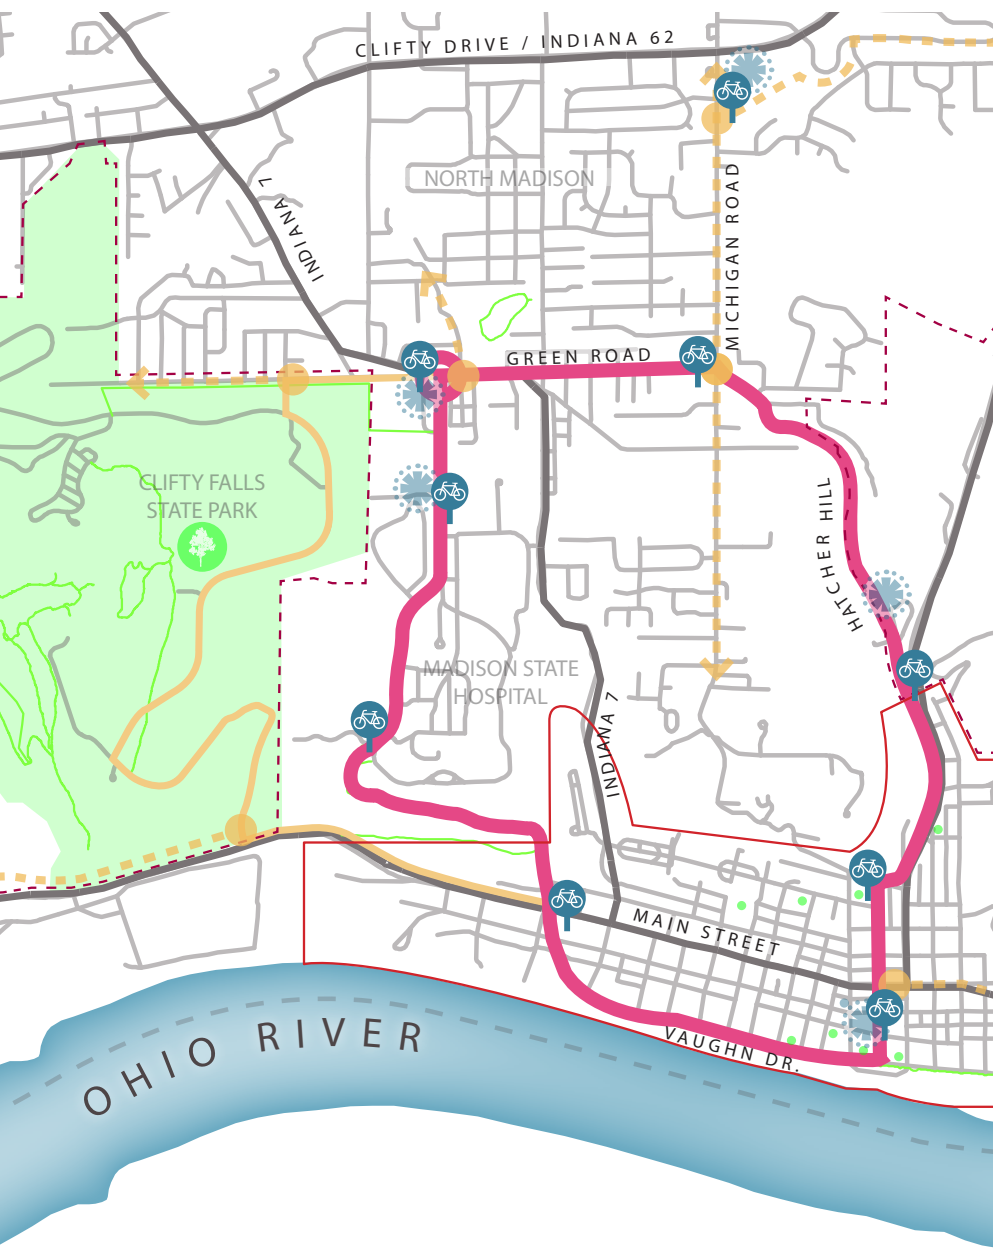 CLIFTY DRIVE / INDIANA 62
NORTH MADISON
INDIANA 7
MICHIGAN ROAD
GREEN ROAD
CLIFTY FALLS
STATE PARK
HATCHER HILL
MADISON STATE
HOSPITAL
INDIANA 7
MAIN STREET
VAUGHN DR.
OHIO RIVER